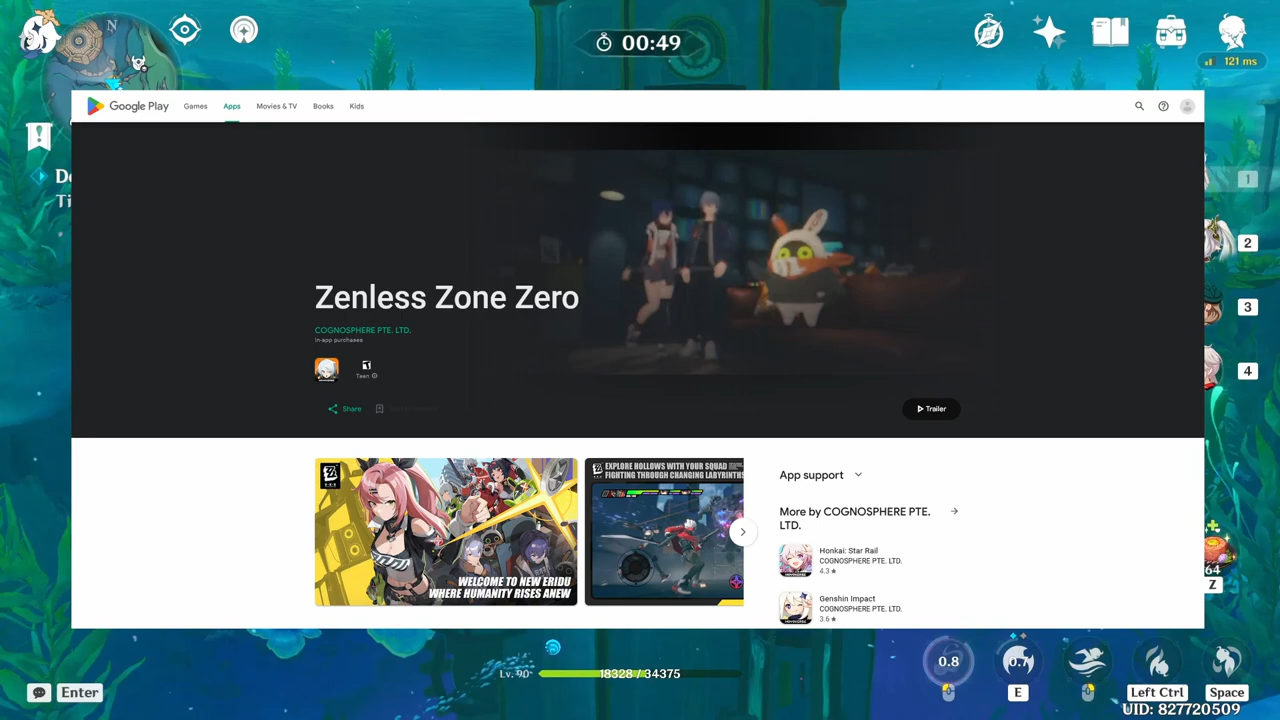 N
00:49
121 ms
Google Play
Games
Apps
Movies & TV
Books
Kids
De
Ti
1
2
3
4
Zenless Zone Zero
COGNOSPHERE PTE. LTD.
In-app purchases
T
Teen
Share
Trailer
EXPLORE HOLLOWS WITH YOUR SQUAD
FIGHTING THROUGH CHANGING LABYRINTHS
WELCOME TO NEW ERIDU
WHERE HUMANITY RISES ANEW
App support
More by COGNOSPHERE PTE.
LTD.
Honkai: Star Rail
COGNOSPHERE PTE. LTD.
4.3 ★
Genshin Impact
COGNOSPHERE PTE. LTD.
3.6 ★
64
Z
Lv. 90
18328 / 34375
0.8
0.7
E
Left Ctrl
Space
Enter
UID: 827720509